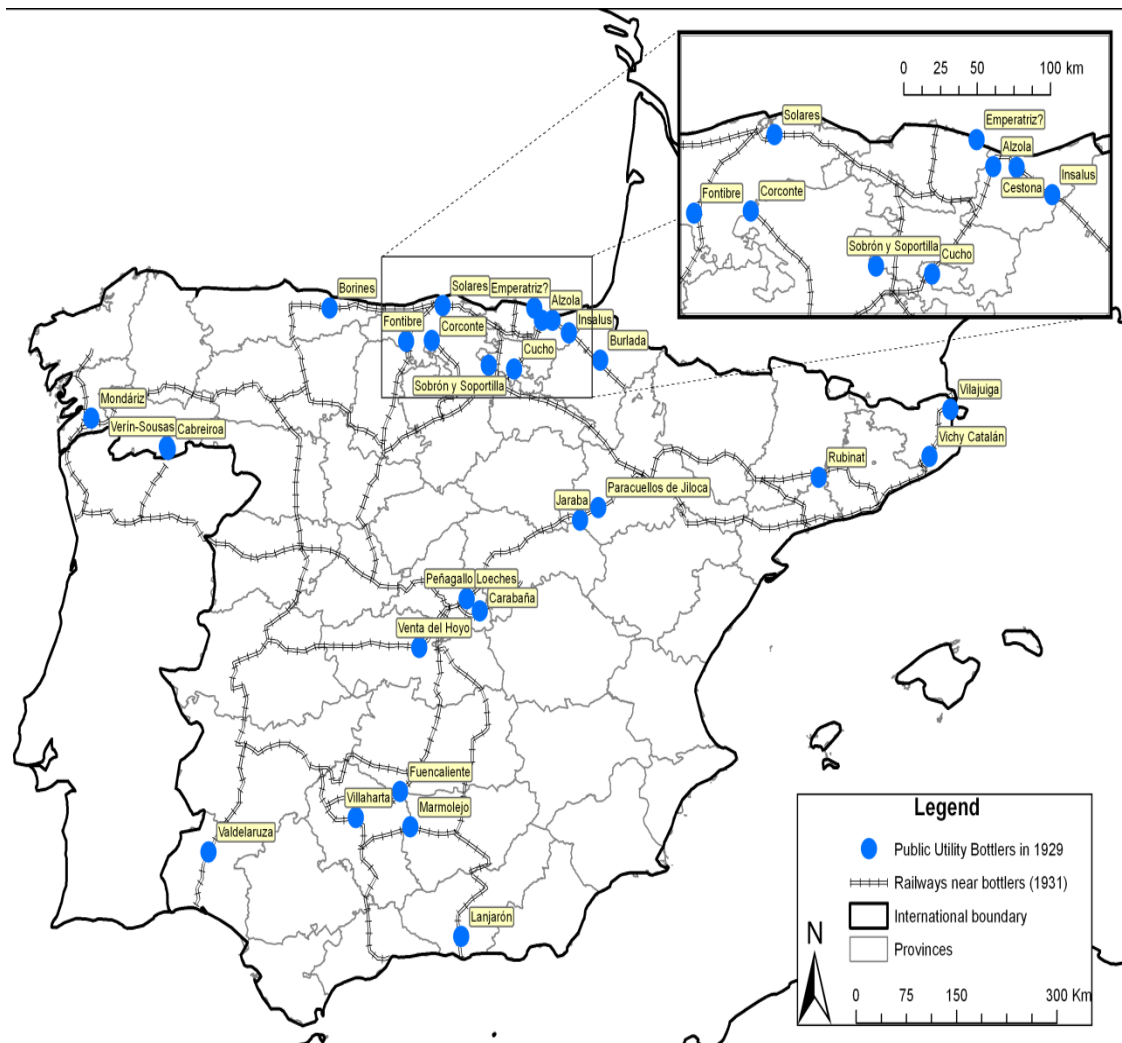 0 25 50 100 km
Solares
Emperatriz?
Alzola
Insalus
Cestona
Fontibre
Corconte
Sobrón y Soportilla
Cucho
Borines
Solares
Emperatriz?
Alzola
Fontibre
Corconte
Insalus
Burlada
Cucho
Sobrón y Soportilla
Mondáriz
Verín-Sousas
Cabreiroa
Vilajuiga
Vichy Catalán
Rubinat
Paracuellos de Jiloca
Jaraba
Peñagallo
Loeches
Carabaña
Venta del Hoyo
Fuencaliente
Villaharta
Marmolejo
Valdelaruza
Lanjarón
Legend
Public Utility Bottlers in 1929
Railways near bottlers (1931)
International boundary
Provinces
N
0 75 150 300 Km